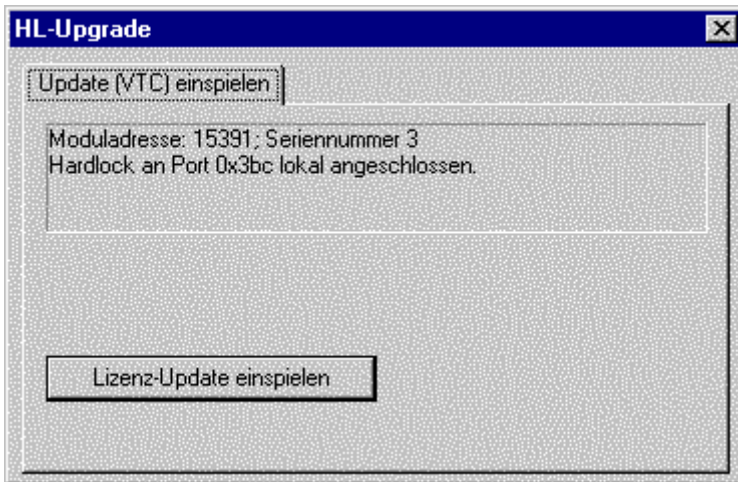 HL-Upgrade
Update (VTC) einspielen
Moduladresse: 15391; Seriennummer 3
Hardlock an Port 0x3bc lokal angeschlossen.
Lizenz-Update einspielen